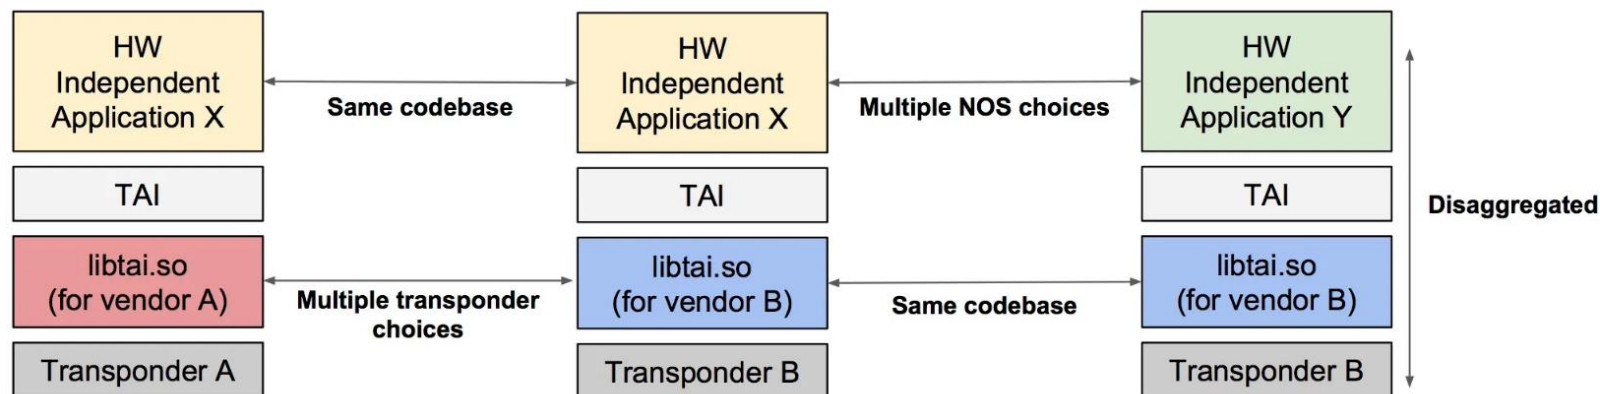 HW
Independent
Application X
Same codebase
HW
Independent
Application X
Multiple NOS choices
HW
Independent
Application Y
TAI
TAI
TAI
Disaggregated
libtai.so
(for vendor A)
Multiple transponder
choices
libtai.so
(for vendor B)
Same codebase
libtai.so
(for vendor B)
Transponder A
Transponder B
Transponder B